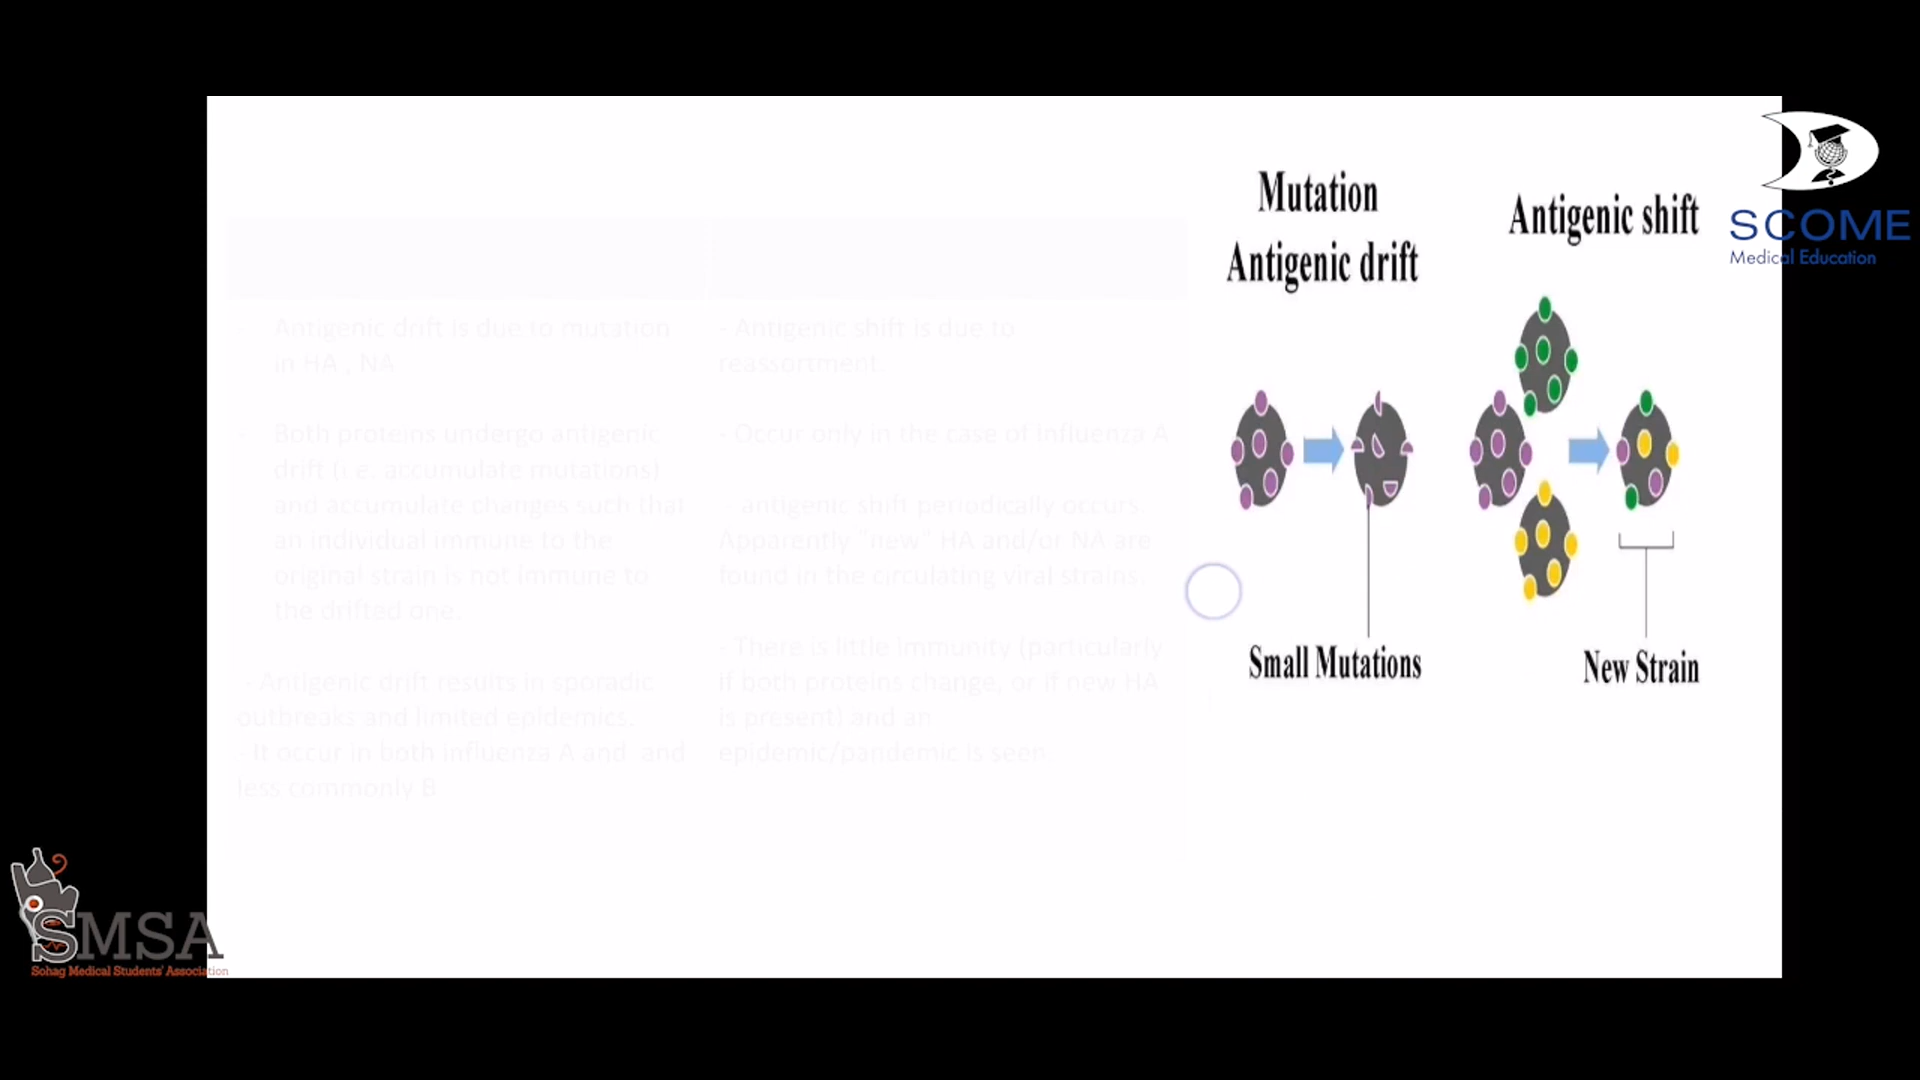 Mutation
Antigenic drift
Antigenic shift
SCOME
Medical Education
- Antigenic drift is due to mutation
in HA , NA
- Both proteins undergo antigenic
drift (i.e. accumulate mutations)
and accumulate changes such that
an individual immune to the
original strain is not immune to
the drifted one.
- Antigenic drift results in sporadic
outbreaks and limited epidemics.
- It occur in both influenza A and and
less commonly B
- Antigenic shift is due to
reassortment.
- Occur only in the case of Influenza A
antigenic shift periodically occurs.
Apparently "new" HA and/or NA are
found in the circulating viral strains.
- There is little immunity (particularly
if both proteins change, or if new HA
is present) and an
epidemic/pandemic is seen
Small Mutations
New Strain
SMSA
Sohag Medical Students' Association